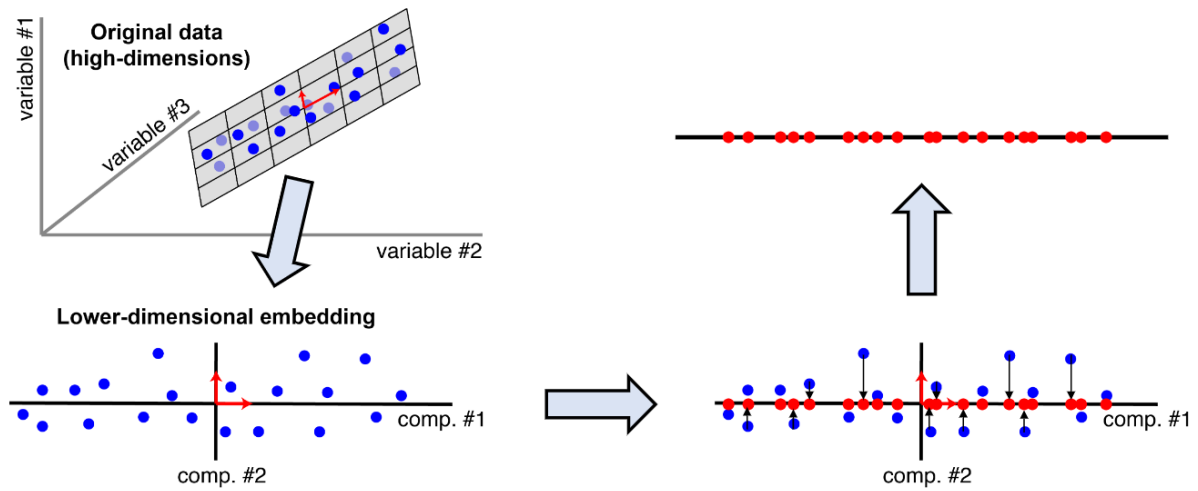 variable #1
Original data
(high-dimensions)
variable #3
variable #2
Lower-dimensional embedding
comp. #1
comp. #2
comp. #1
comp. #2